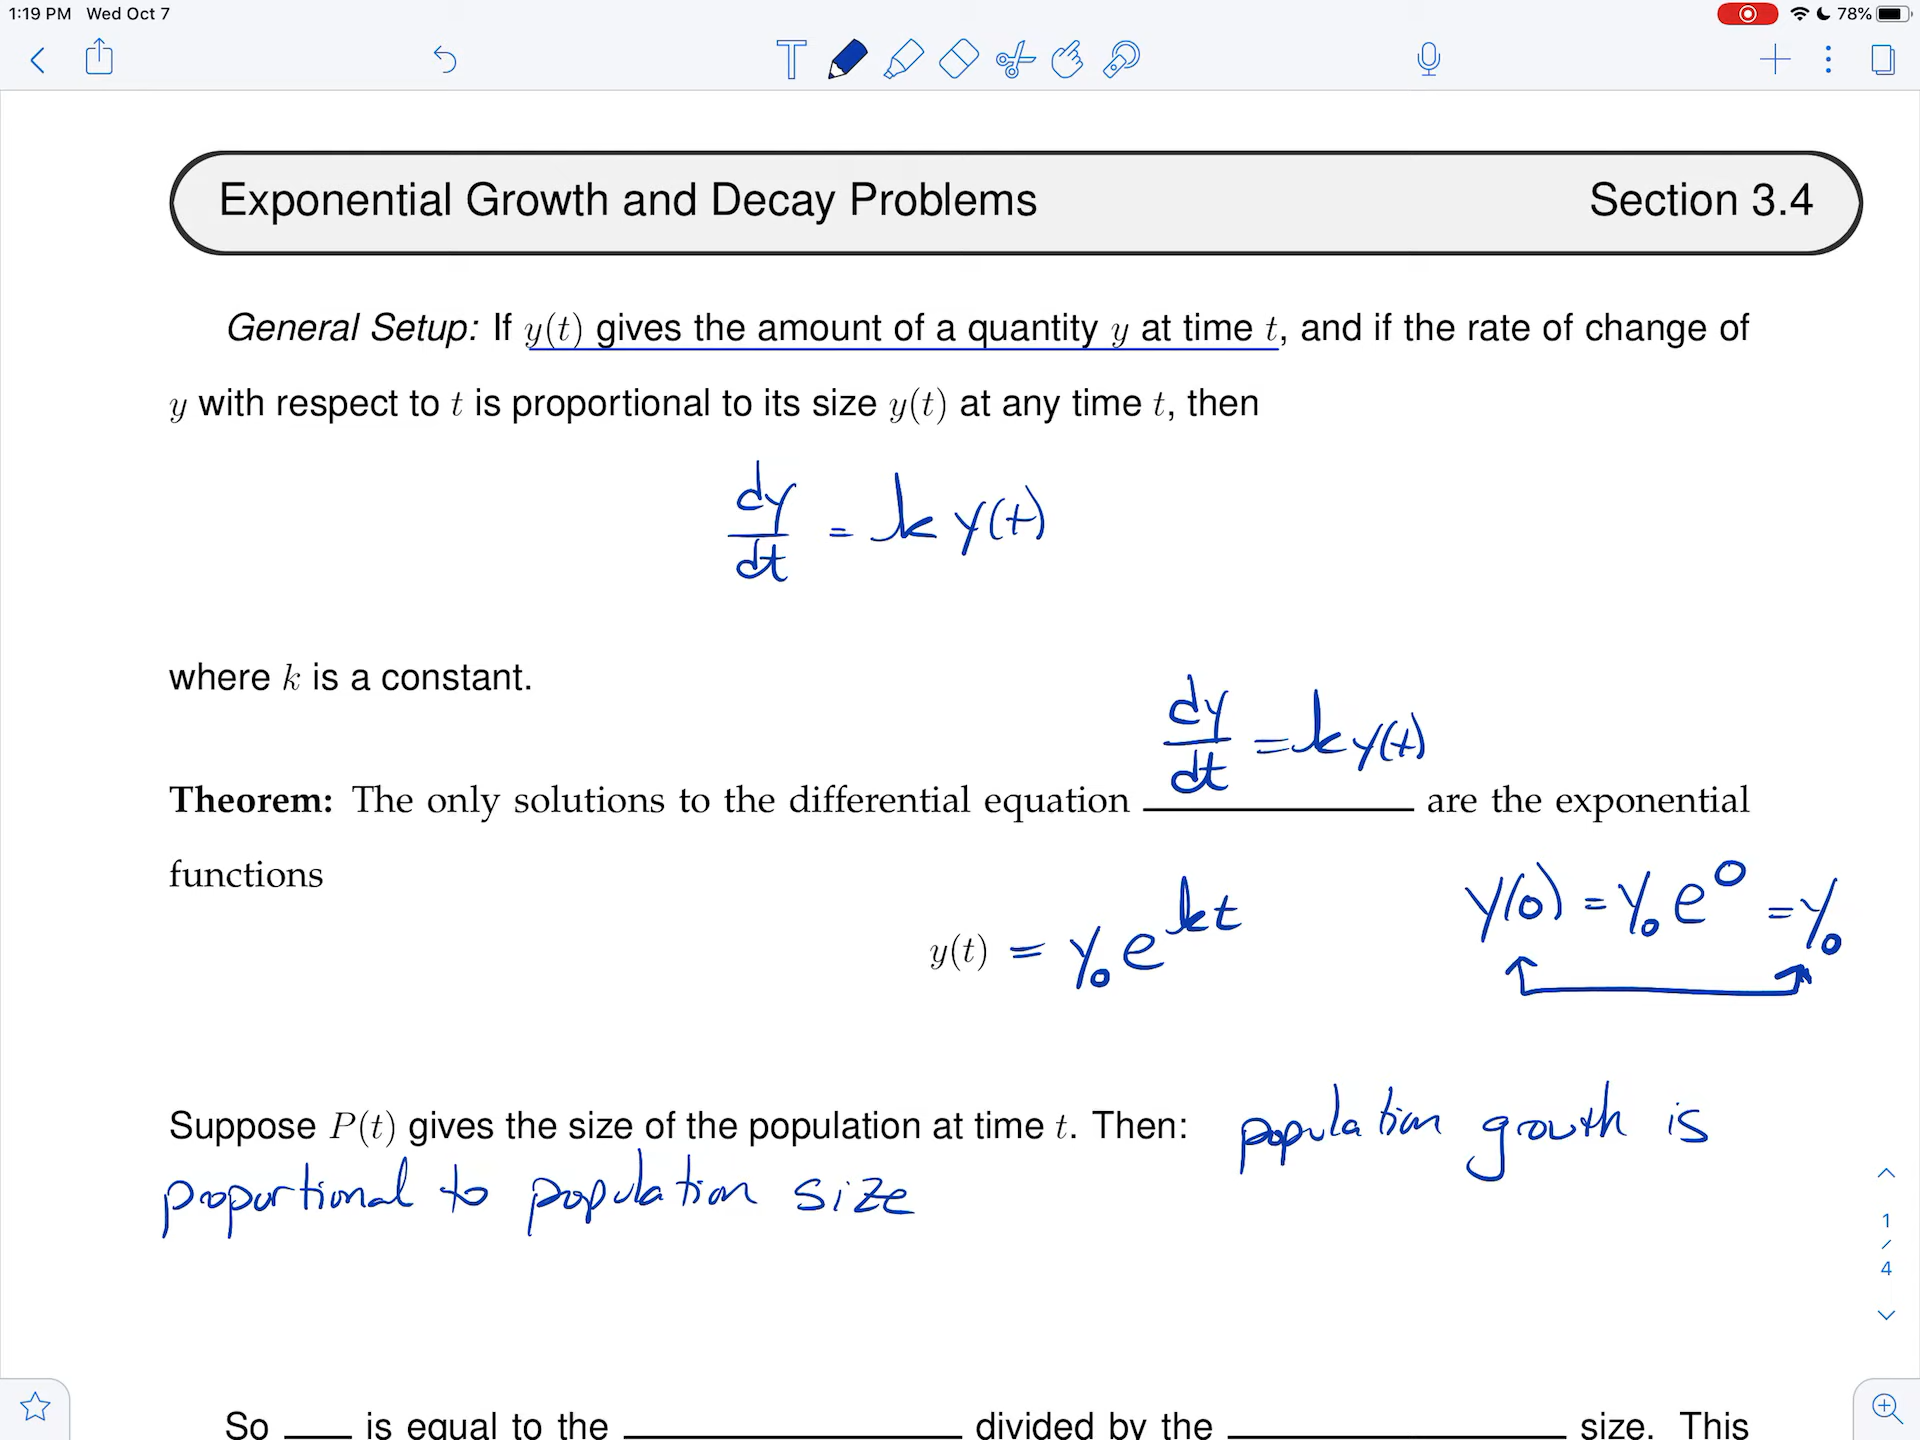 1:19 PM Wed Oct 7 78%
Exponential Growth and Decay Problems Section 3.4
General Setup: If y(t) gives the amount of a quantity y at time t, and if the rate of change of
y with respect to t is proportional to its size y(t) at any time t, then
dy/dt = k y(t)
where k is a constant.
dy/dt = k y(t)
Theorem: The only solutions to the differential equation ____ are the exponential
functions
y(t) = y₀ e^{kt}
y(0) = y₀ e⁰ = y₀
Suppose P(t) gives the size of the population at time t. Then: population growth is
proportional to population size
1
/
4
So ____ is equal to the ____ divided by the ____ size. This